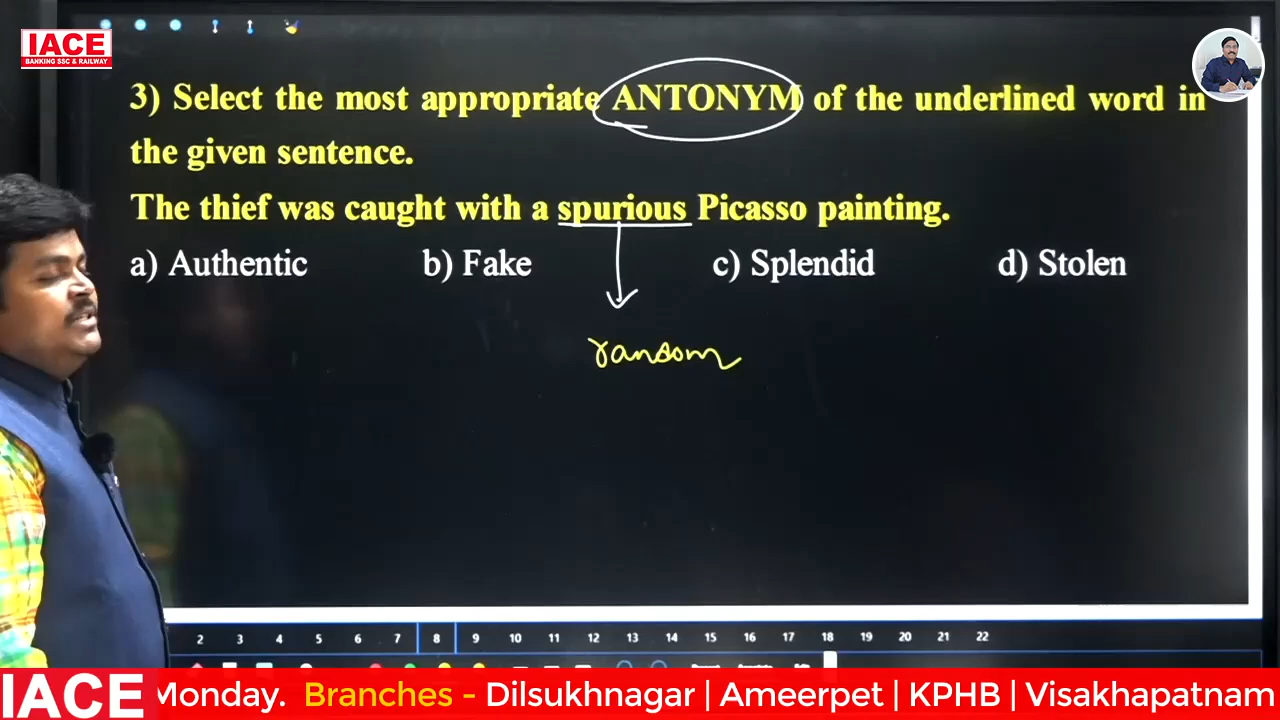 IACE
BANKING SSC & RAILWAY
3) Select the most appropriate ANTONYM of the underlined word in
the given sentence.
The thief was caught with a spurious Picasso painting.
a) Authentic b) Fake c) Splendid d) Stolen
random
2 3 4 5 6 7 8 9 10 11 12 13 14 15 16 17 18 19 20 21 22
IACE Monday. Branches - Dilsukhnagar | Ameerpet | KPHB | Visakhapatnam